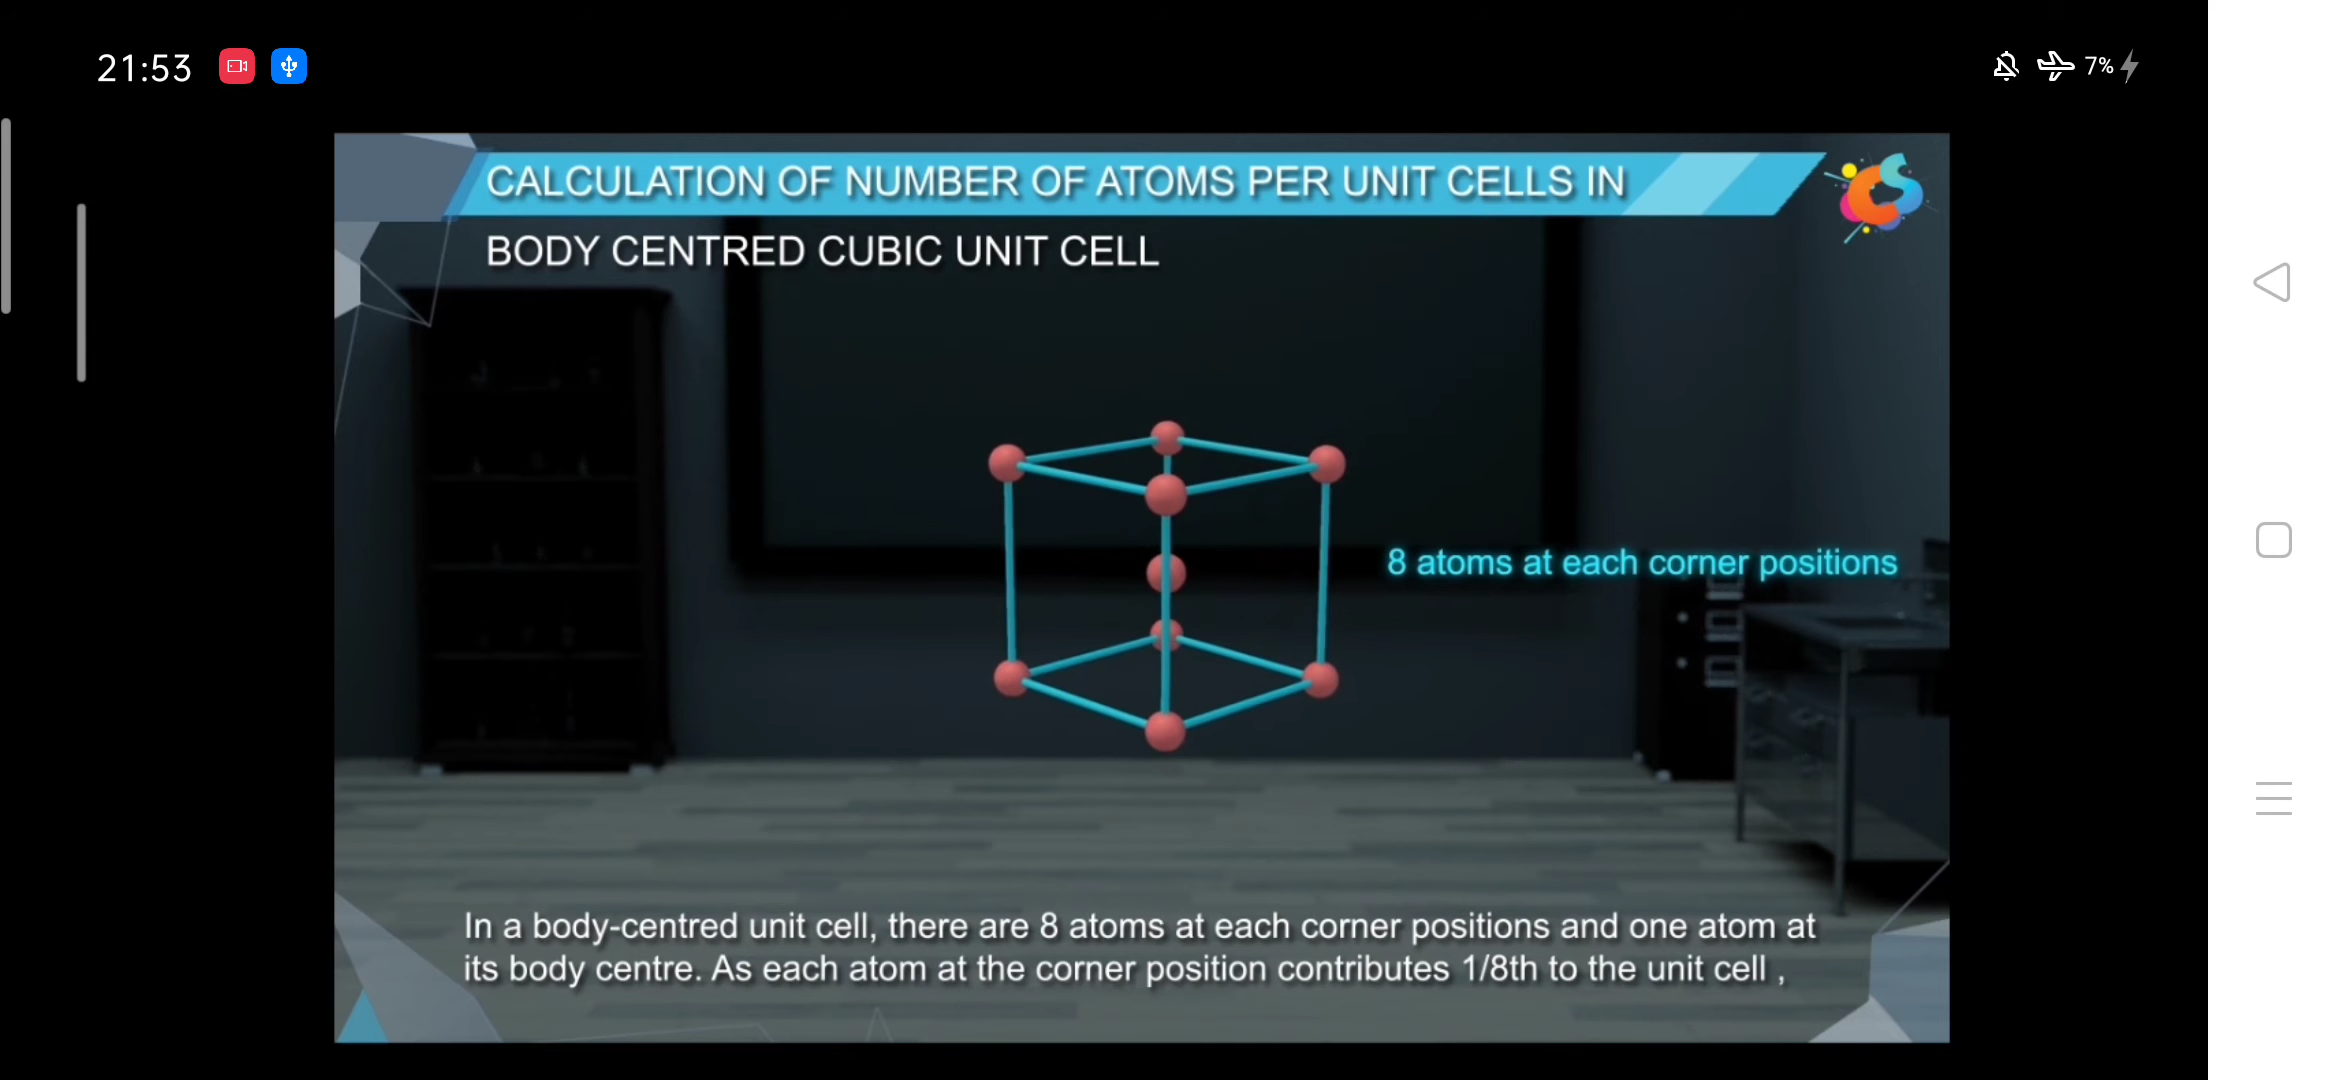 21:53
7%
CALCULATION OF NUMBER OF ATOMS PER UNIT CELLS IN
BODY CENTRED CUBIC UNIT CELL
8 atoms at each corner positions
In a body-centred unit cell, there are 8 atoms at each corner positions and one atom at
its body centre. As each atom at the corner position contributes 1/8th to the unit cell ,